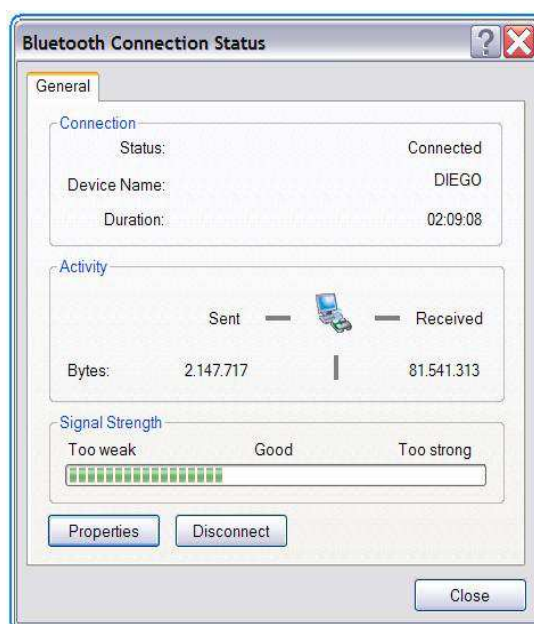 Bluetooth Connection Status
General
Connection
Status: Connected
Device Name: DIEGO
Duration: 02:09:08
Activity
Sent Received
Bytes: 2.147.717 81.541.313
Signal Strength
Too weak Good Too strong
Properties Disconnect
Close